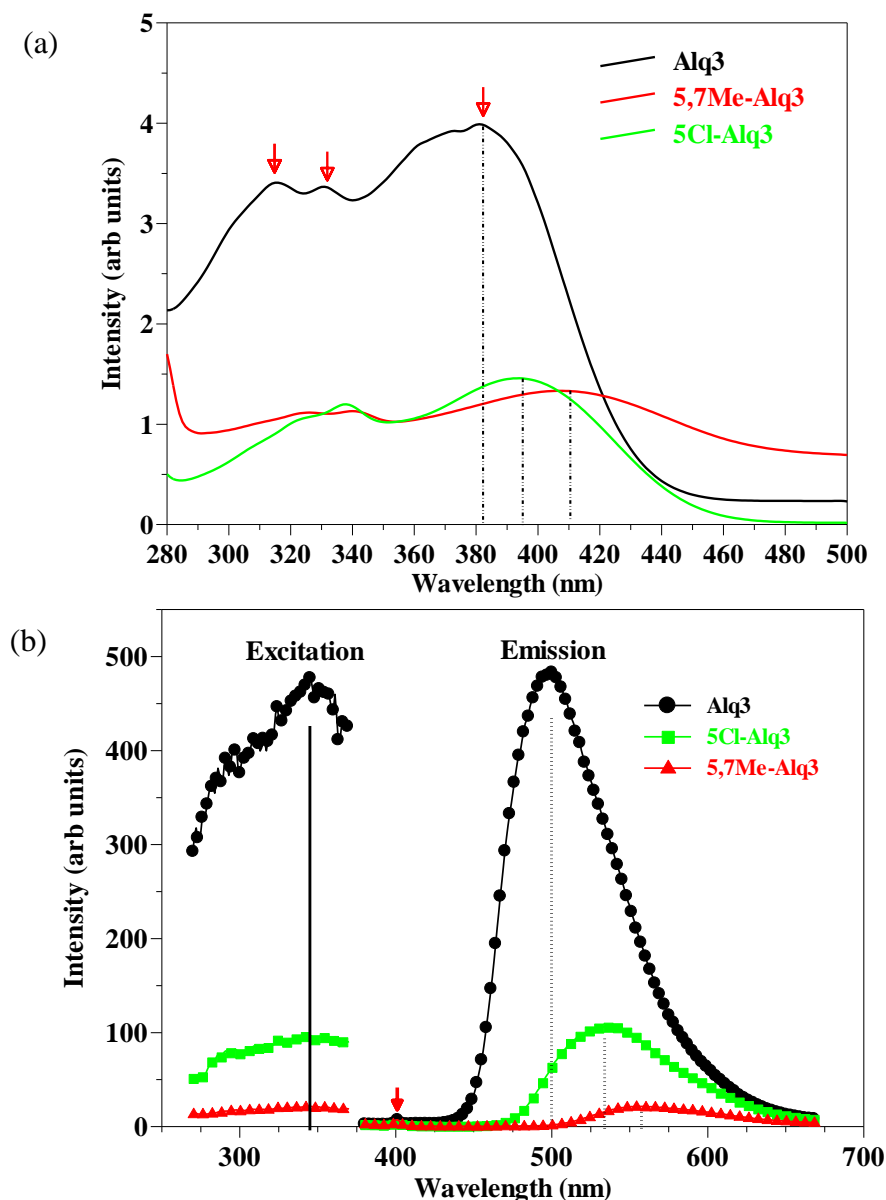 (a)
5
4
3
2
1
0
Intensity (arb units)
Alq3
5,7Me-Alq3
5Cl-Alq3
280 300 320 340 360 380 400 420 440 460 480 500
Wavelength (nm)
(b)
500
400
300
200
100
0
Intensity (arb units)
Excitation
Emission
Alq3
5Cl-Alq3
5,7Me-Alq3
300 400 500 600 700
Wavelength (nm)